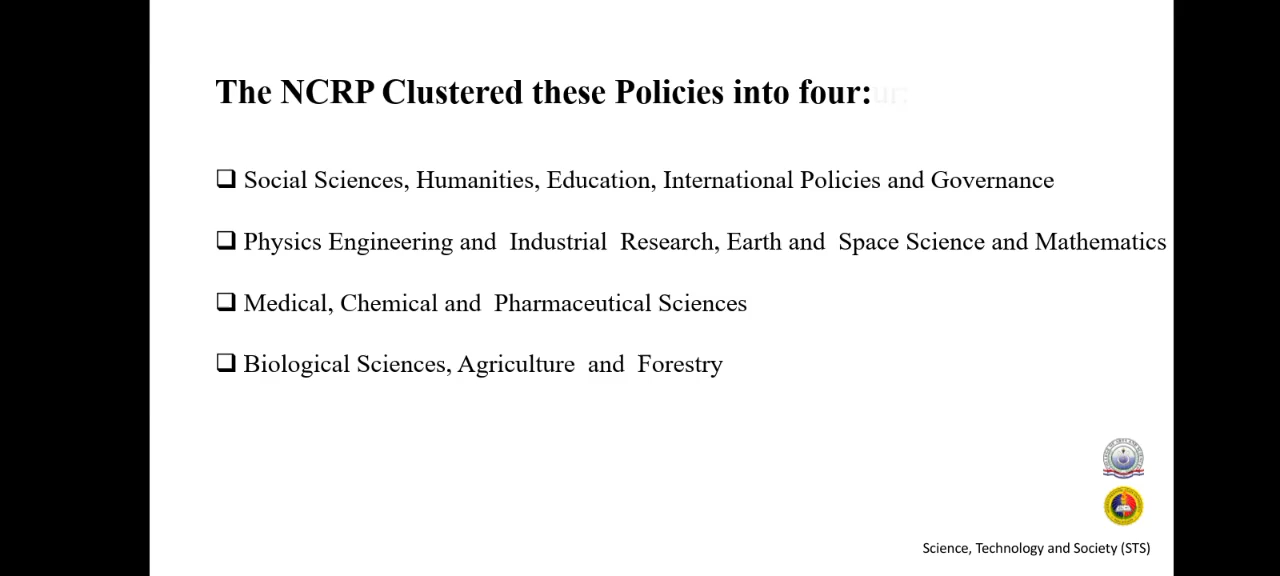 The NCRP Clustered these Policies into four:
Social Sciences, Humanities, Education, International Policies and Governance
Physics Engineering and Industrial Research, Earth and Space Science and Mathematics
Medical, Chemical and Pharmaceutical Sciences
Biological Sciences, Agriculture and Forestry
Science, Technology and Society (STS)